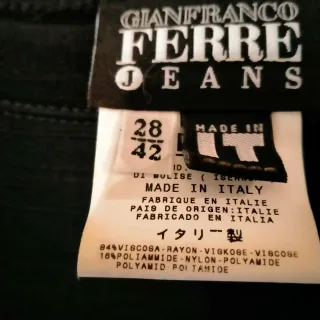 GIANFRANCO
FERRE
JEANS
28
42
MADE IN
IT
DI MOLISE ( ISERNIA
MADE IN ITALY
FABRIQUE EN ITALIE
PAIS DE ORIGEN:ITALIE
FABRICADO EN ITALIA
イタリー製
84%VISCOSA-RAYON-VISKOSE-VISCOSE
16%POLIAMMIDE-NYLON-POLYAMIDE
POLYAMID-POLIAMIDE